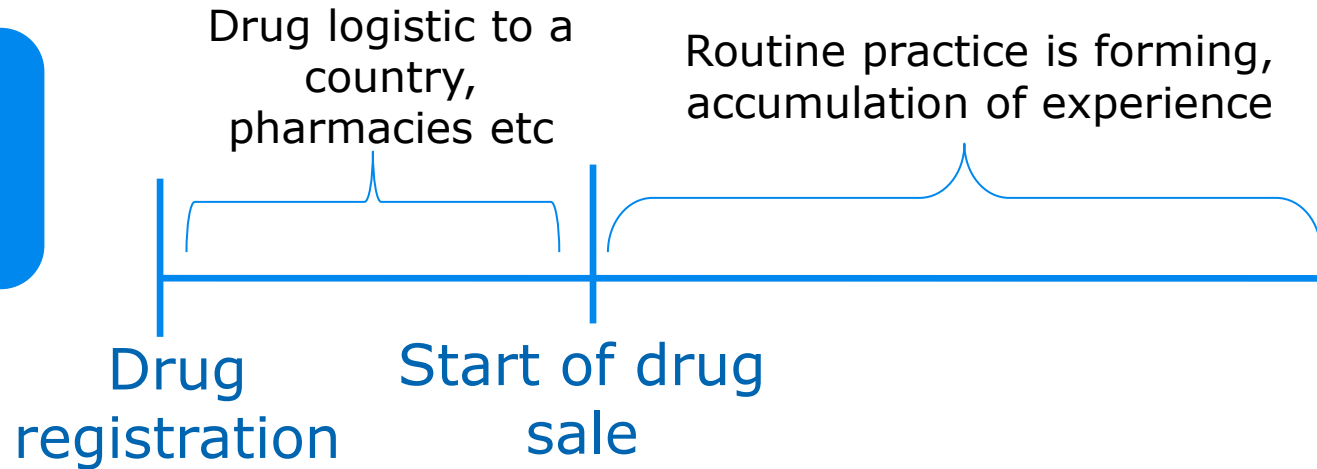 Drug logistic to a
country,
pharmacies etc
Routine practice is forming,
accumulation of experience
Drug
registration
Start of drug
sale